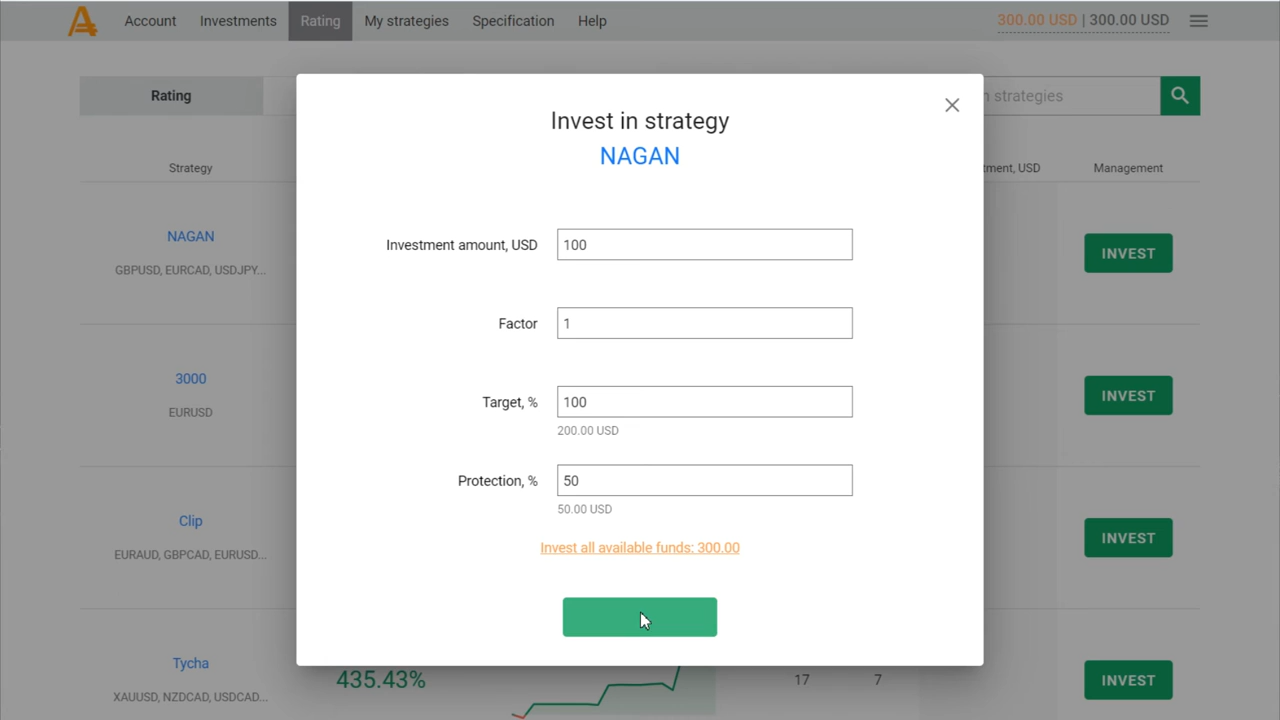 Account Investments Rating My strategies Specification Help 300.00 USD | 300.00 USD
Rating
n strategies
Invest in strategy
NAGAN
Strategy
tment, USD
Management
Investment amount, USD 100
Factor 1
Target, % 100
200.00 USD
Protection, % 50
50.00 USD
Invest all available funds: 300.00
NAGAN
GBPUSD, EURCAD, USDJPY...
INVEST
3000
EURUSD
INVEST
Clip
EURAUD, GBPCAD, EURUSD...
INVEST
Tycha
XAUUSD, NZDCAD, USDCAD...
435.43%
17 7
INVEST